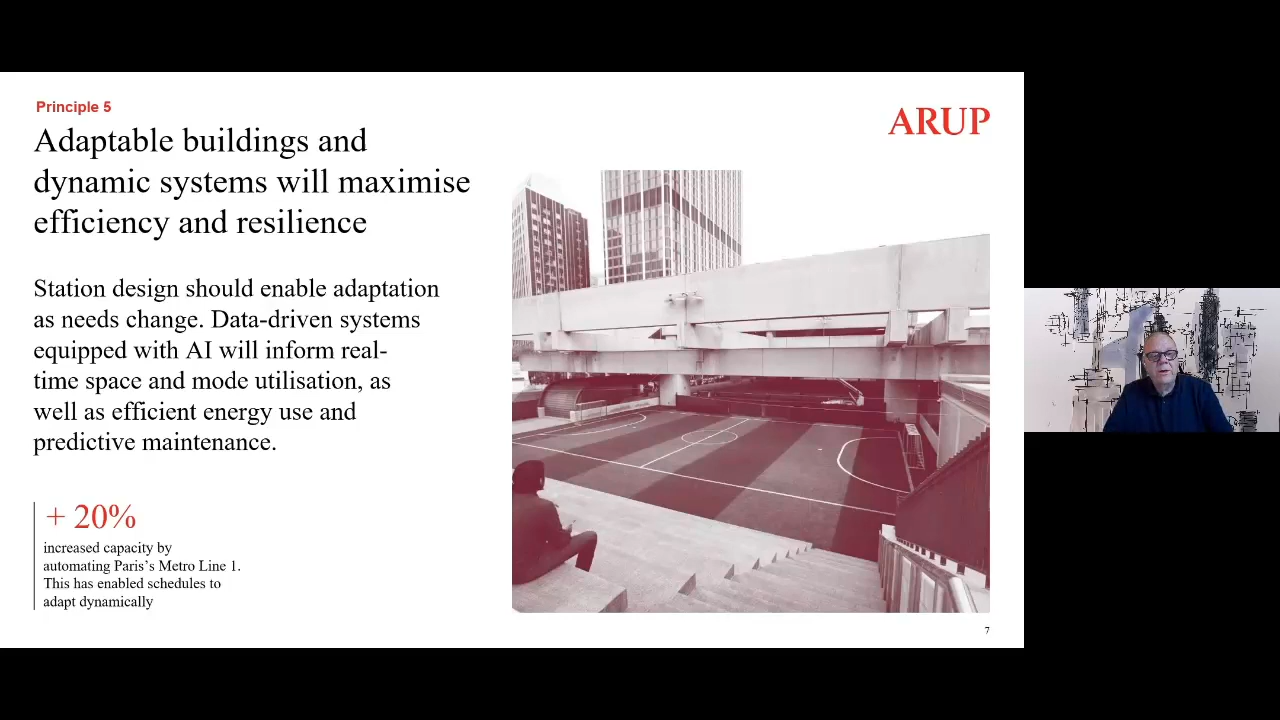 Principle 5
ARUP
Adaptable buildings and
dynamic systems will maximise
efficiency and resilience
Station design should enable adaptation
as needs change. Data-driven systems
equipped with AI will inform real-
time space and mode utilisation, as
well as efficient energy use and
predictive maintenance.
+ 20%
increased capacity by
automating Paris’s Metro Line 1.
This has enabled schedules to
adapt dynamically
7